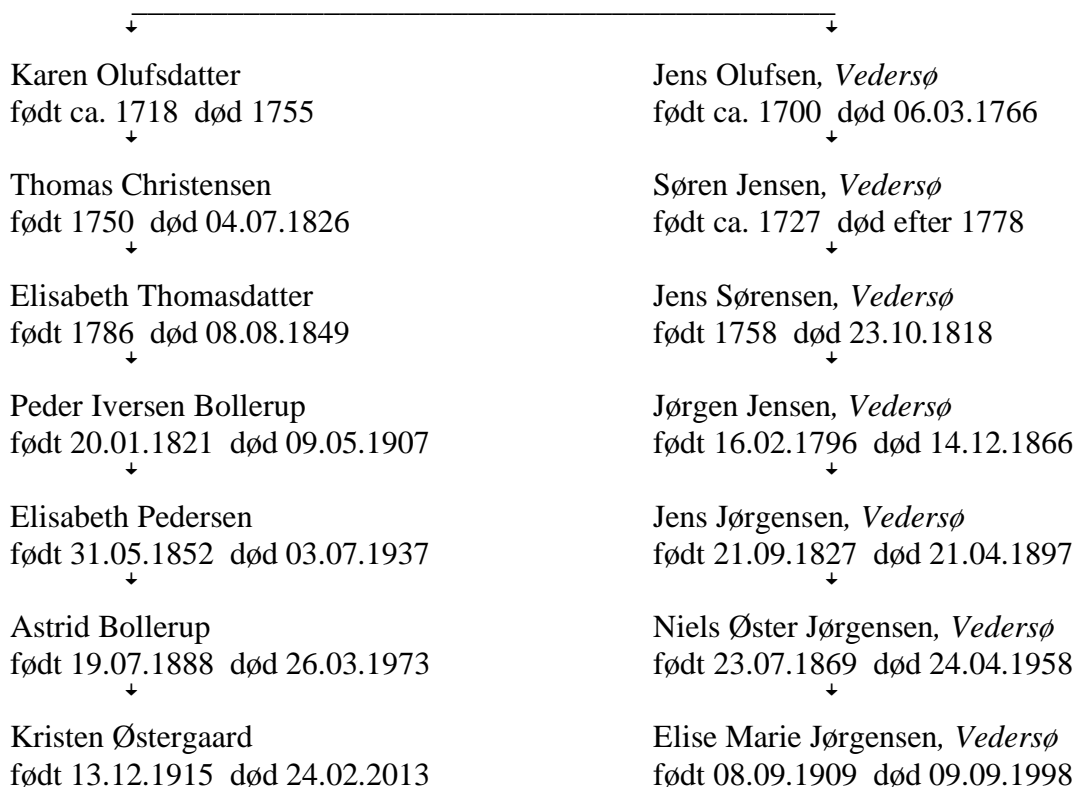 Karen Olufsdatter
født ca. 1718 død 1755
Thomas Christensen
født 1750 død 04.07.1826
Elisabeth Thomasdatter
født 1786 død 08.08.1849
Peder Iversen Bollerup
født 20.01.1821 død 09.05.1907
Elisabeth Pedersen
født 31.05.1852 død 03.07.1937
Astrid Bollerup
født 19.07.1888 død 26.03.1973
Kristen Østergaard
født 13.12.1915 død 24.02.2013
Jens Olufsen, Vedersø
født ca. 1700 død 06.03.1766
Søren Jensen, Vedersø
født ca. 1727 død efter 1778
Jens Sørensen, Vedersø
født 1758 død 23.10.1818
Jørgen Jensen, Vedersø
født 16.02.1796 død 14.12.1866
Jens Jørgensen, Vedersø
født 21.09.1827 død 21.04.1897
Niels Øster Jørgensen, Vedersø
født 23.07.1869 død 24.04.1958
Elise Marie Jørgensen, Vedersø
født 08.09.1909 død 09.09.1998